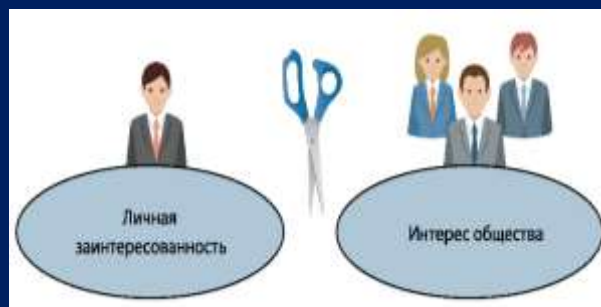 Личная
заинтересованность
Интерес общества